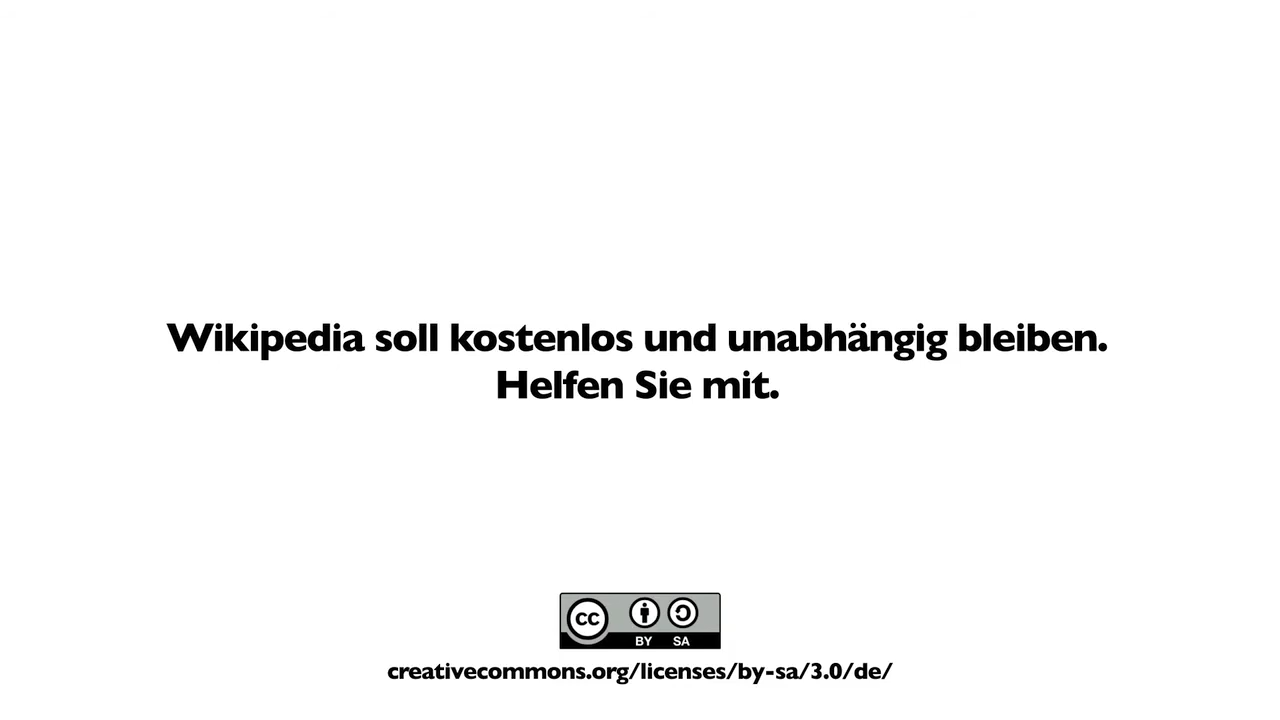 Wikipedia soll kostenlos und unabhängig bleiben.
Helfen Sie mit.
cc
BY SA
creativecommons.org/licenses/by-sa/3.0/de/